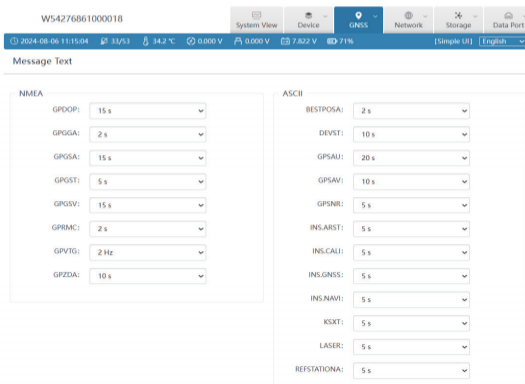 W54276861000018
System View
Device
GNSS
Network
Storage
Data Port
2024-08-06 11:15:04 33/53 34.2 ℃ 0.000 V 0.000 V 7.822 V 71% [Simple UI] English
Message Text
NMEA
GPDOP: 15 s
GPGGA: 2 s
GPGSA: 15 s
GPGST: 5 s
GPGSV: 15 s
GPRMC: 2 s
GPVTG: 2 Hz
GPZDA: 10 s
ASCII
BESTPOSA: 2 s
DEVST: 10 s
GPSAU: 20 s
GPSAV: 10 s
GPSNR: 5 s
INS.ARST: 5 s
INS.CALI: 5 s
INS.GNSS: 5 s
INS.NAVI: 5 s
KSXT: 5 s
LASER: 5 s
REFSTATIONA: 5 s